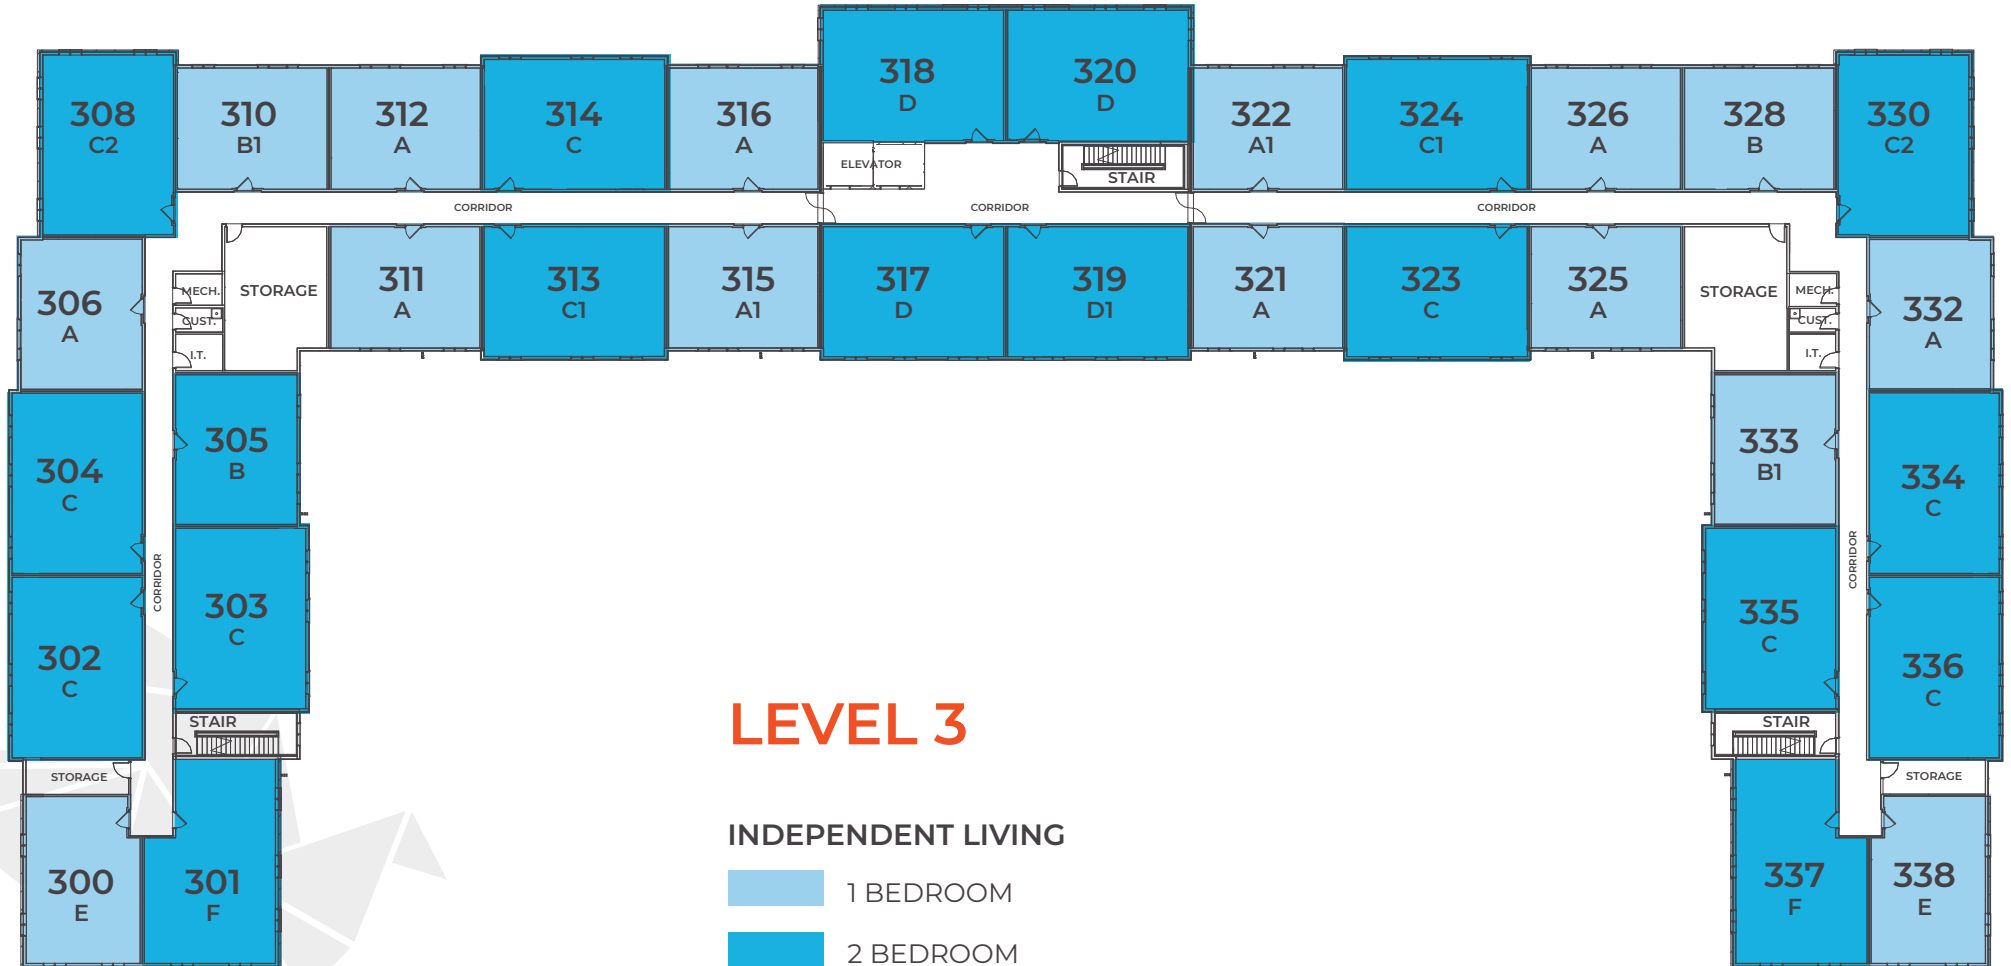 318
D
320
D
308
C2
310
B1
312
A
314
C
316
A
322
A1
324
C1
326
A
328
B
330
C2
ELEVATOR
STAIR
CORRIDOR
CORRIDOR
CORRIDOR
306
A
MECH.
CUST.
I.T.
STORAGE
311
A
313
C1
315
A1
317
D
319
D1
321
A
323
C
325
A
STORAGE
MECH.
CUST.
I.T.
332
A
304
C
305
B
333
B1
334
C
CORRIDOR
CORRIDOR
302
C
303
C
335
C
336
C
STAIR
STAIR
STORAGE
STORAGE
300
E
301
F
337
F
338
E
LEVEL 3
INDEPENDENT LIVING
1 BEDROOM
2 BEDROOM